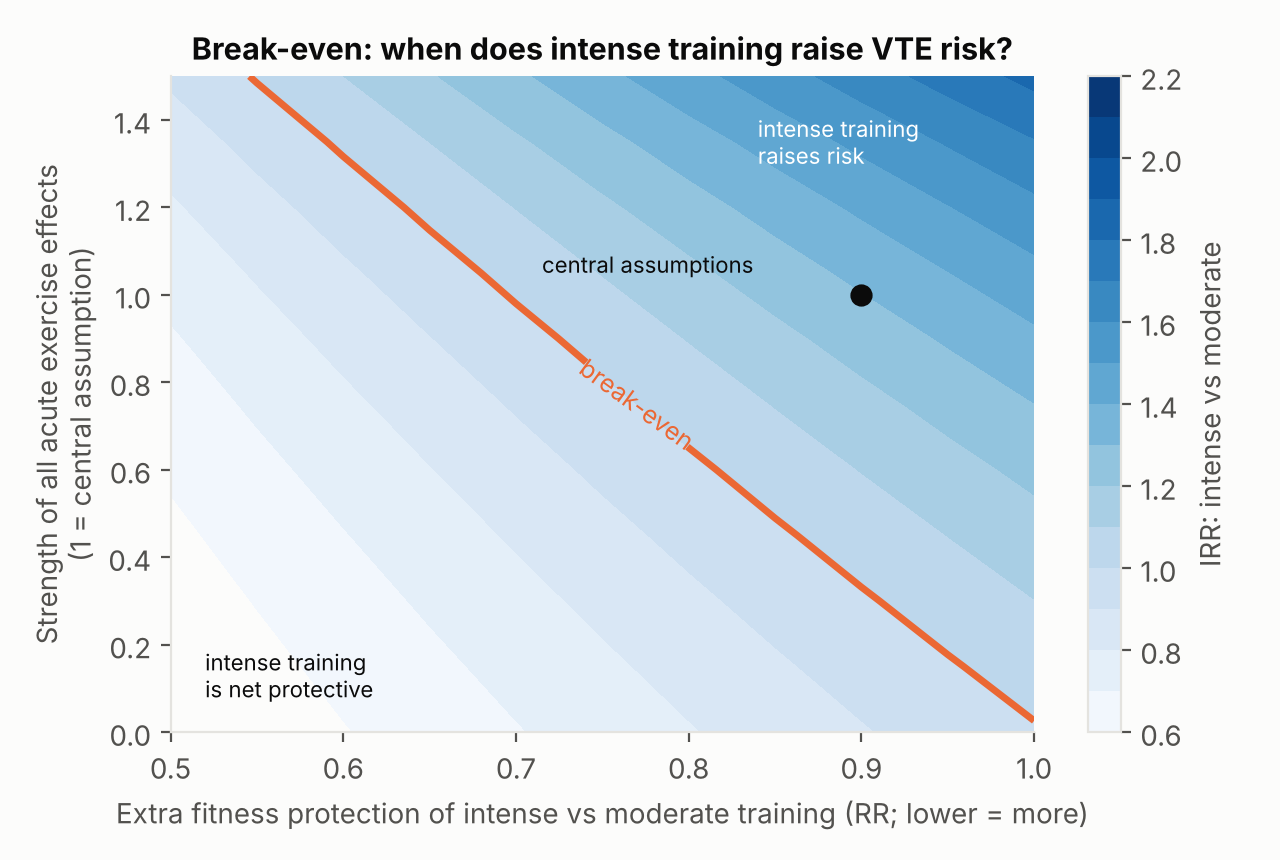 Break-even: when does intense training raise VTE risk?
2.2
1.4
intense training
raises risk
2.0
1.2
1.8
Strength of all acute exercise effects
(1 = central assumption)
central assumptions
1.0
1.6
IRR: intense vs moderate
0.8
break-even
1.4
0.6
1.2
0.4
1.0
0.2
intense training
is net protective
0.8
0.0
0.6
0.5
0.6
0.7
0.8
0.9
1.0
Extra fitness protection of intense vs moderate training (RR; lower = more)